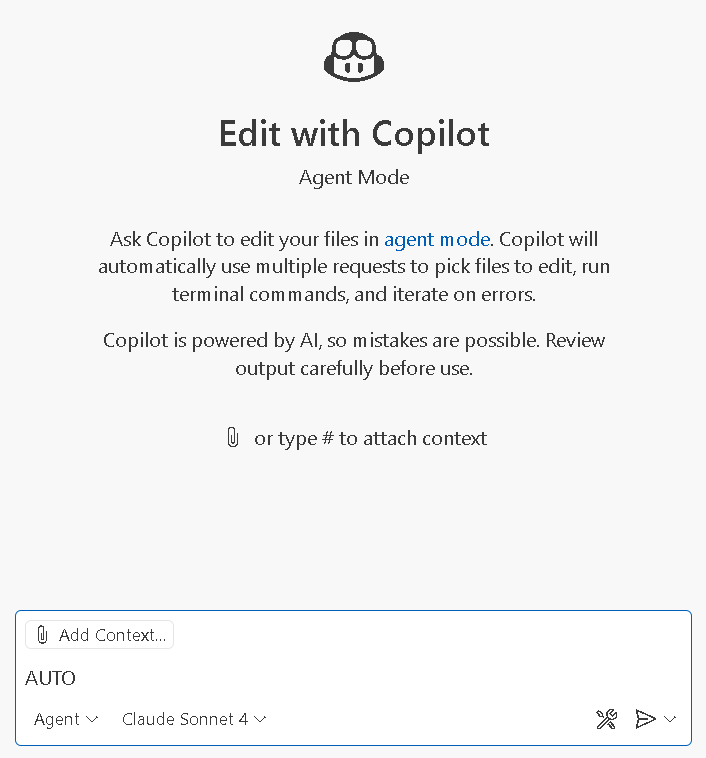 Edit with Copilot
Agent Mode
Ask Copilot to edit your files in agent mode. Copilot will
automatically use multiple requests to pick files to edit, run
terminal commands, and iterate on errors.
Copilot is powered by AI, so mistakes are possible. Review
output carefully before use.
or type # to attach context
Add Context...
AUTO
Agent Claude Sonnet 4